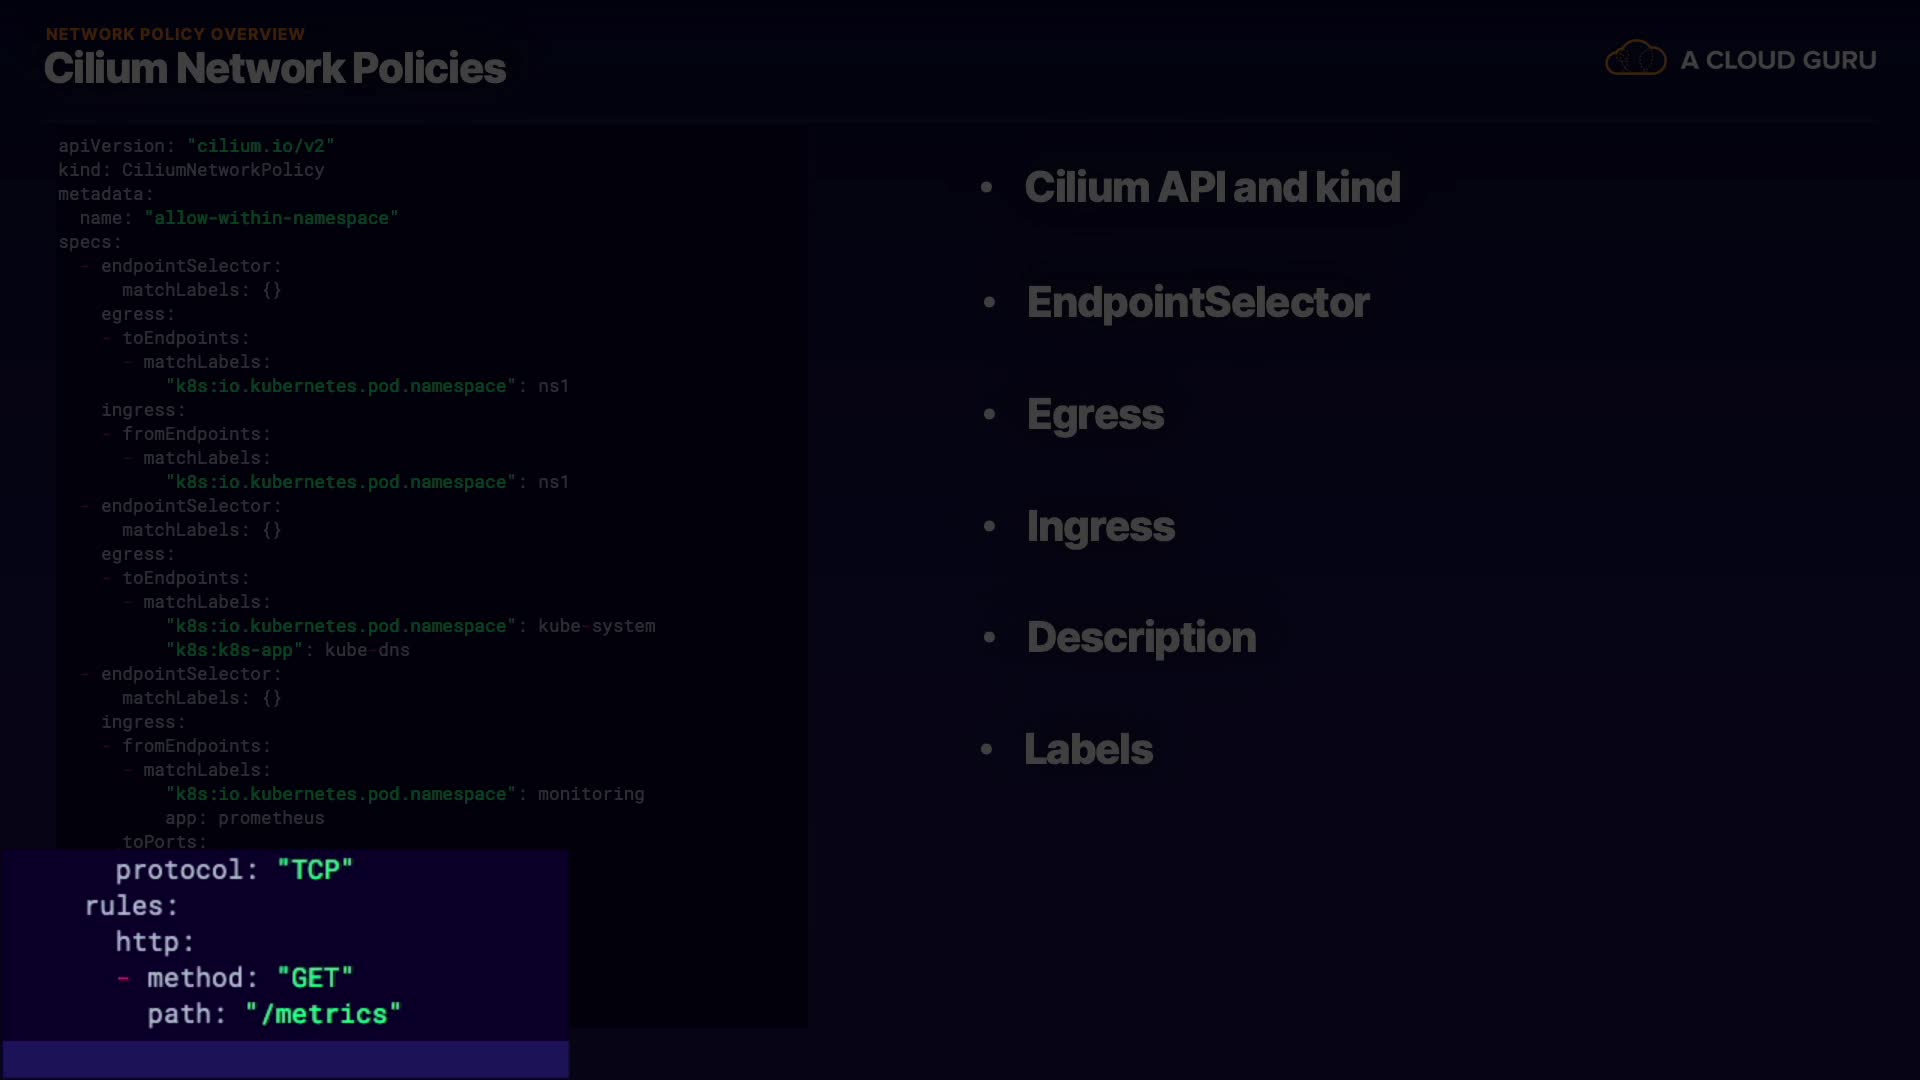 NETWORK POLICY OVERVIEW
Cilium Network Policies
A CLOUD GURU
apiVersion: "cilium.io/v2"
kind: CiliumNetworkPolicy
metadata:
  name: "allow-within-namespace"
specs:
  - endpointSelector:
      matchLabels: {}
    egress:
    - toEndpoints:
      - matchLabels:
          "k8s:io.kubernetes.pod.namespace": ns1
    ingress:
    - fromEndpoints:
      - matchLabels:
          "k8s:io.kubernetes.pod.namespace": ns1
  - endpointSelector:
      matchLabels: {}
    egress:
    - toEndpoints:
      - matchLabels:
          "k8s:io.kubernetes.pod.namespace": kube-system
          "k8s:k8s-app": kube-dns
  - endpointSelector:
      matchLabels: {}
    ingress:
    - fromEndpoints:
      - matchLabels:
          "k8s:io.kubernetes.pod.namespace": monitoring
          app: prometheus
      toPorts:
protocol: "TCP"
rules:
http:
- method: "GET"
path: "/metrics"
• Cilium API and kind
• EndpointSelector
• Egress
• Ingress
• Description
• Labels